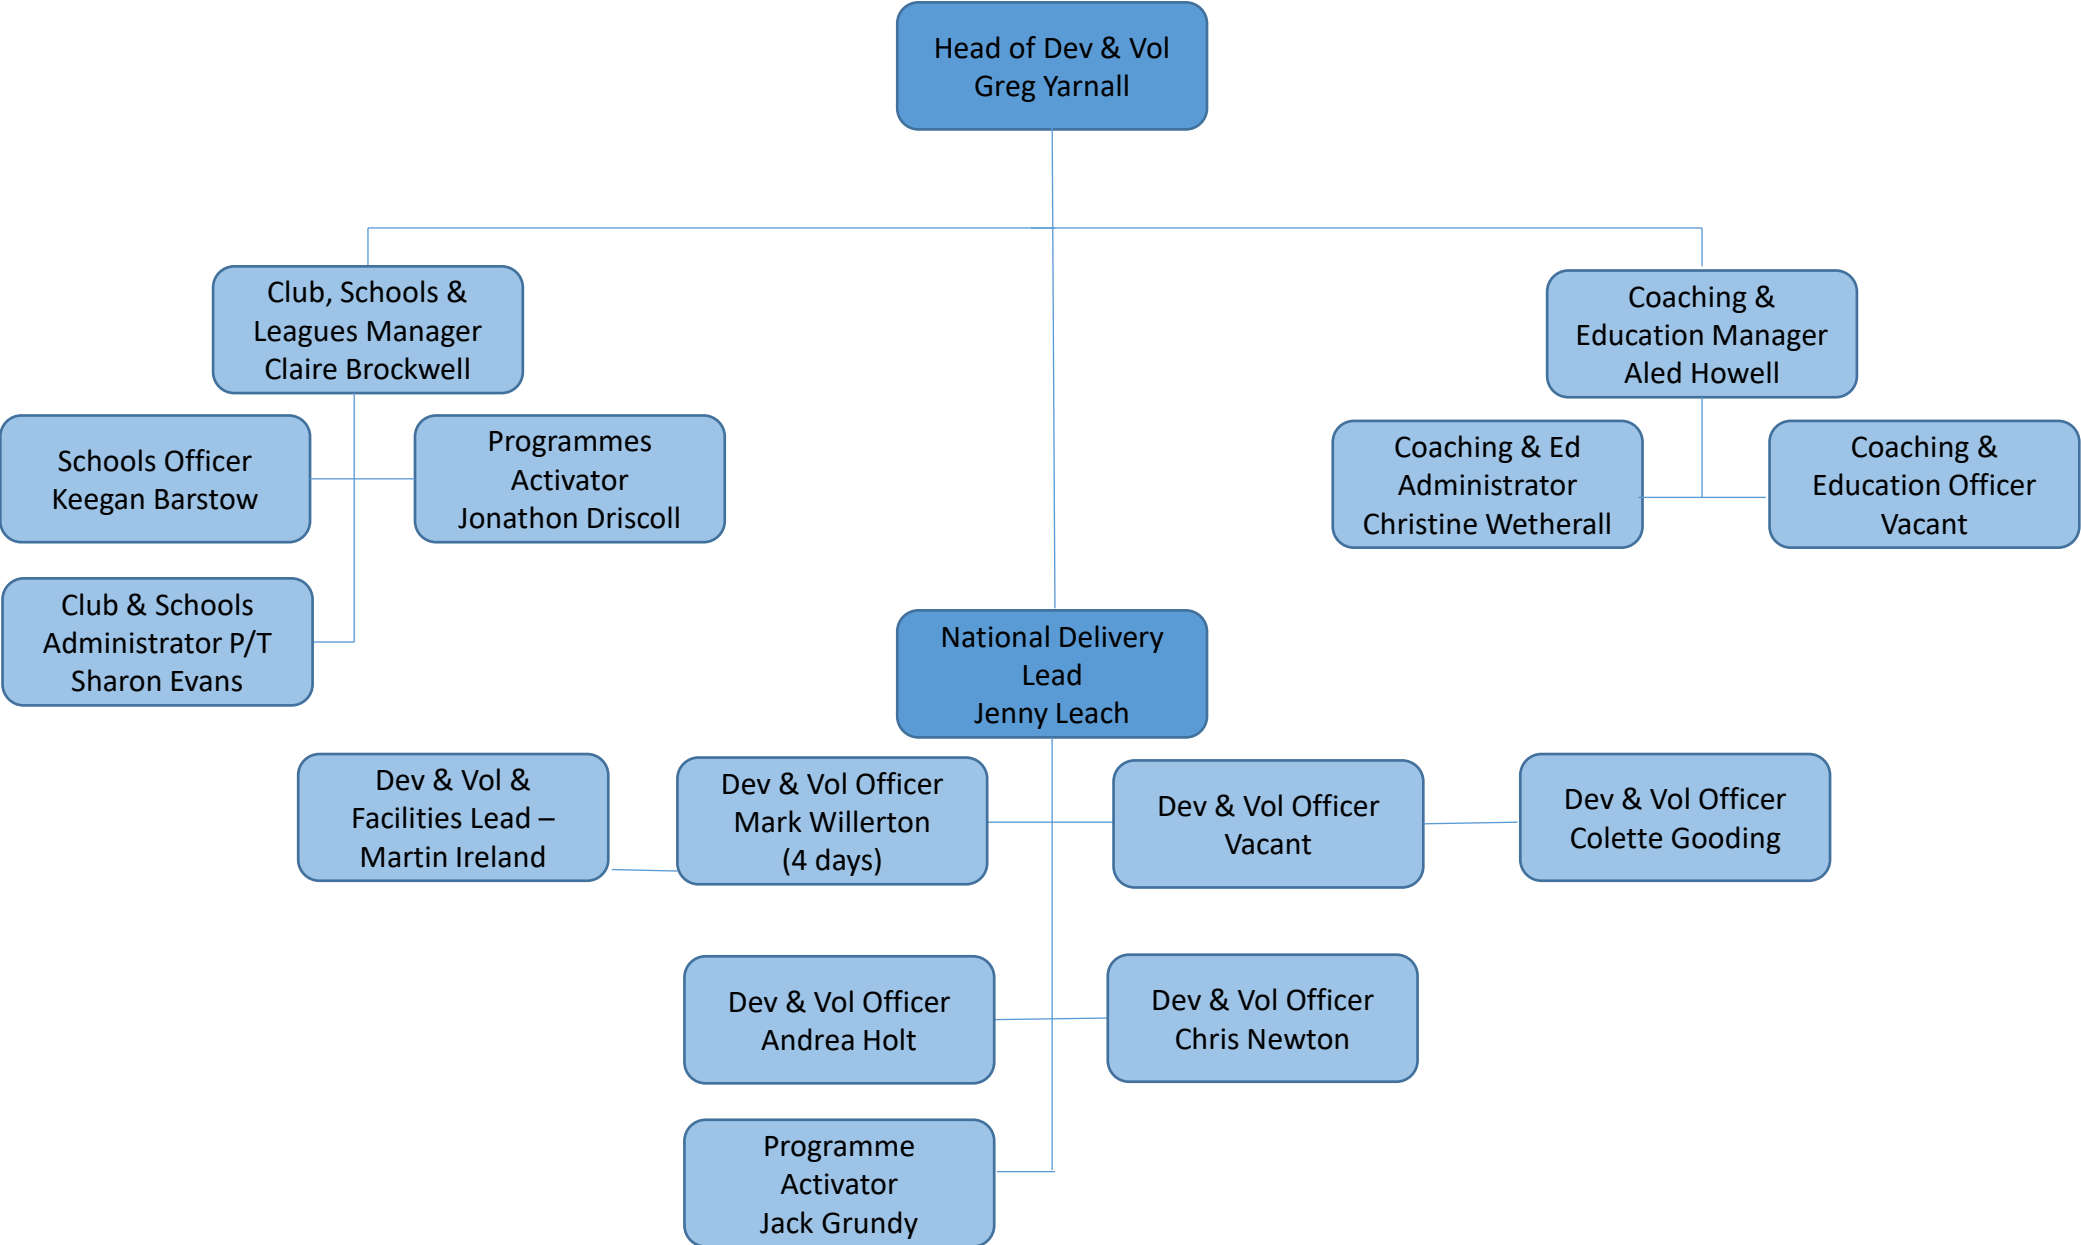 Head of Dev & Vol
Greg Yarnall
Club, Schools &
Leagues Manager
Claire Brockwell
Coaching &
Education Manager
Aled Howell
Schools Officer
Keegan Barstow
Programmes
Activator
Jonathon Driscoll
Coaching & Ed
Administrator
Christine Wetherall
Coaching &
Education Officer
Vacant
Club & Schools
Administrator P/T
Sharon Evans
National Delivery
Lead
Jenny Leach
Dev & Vol &
Facilities Lead –
Martin Ireland
Dev & Vol Officer
Mark Willerton
(4 days)
Dev & Vol Officer
Vacant
Dev & Vol Officer
Colette Gooding
Dev & Vol Officer
Andrea Holt
Dev & Vol Officer
Chris Newton
Programme
Activator
Jack Grundy